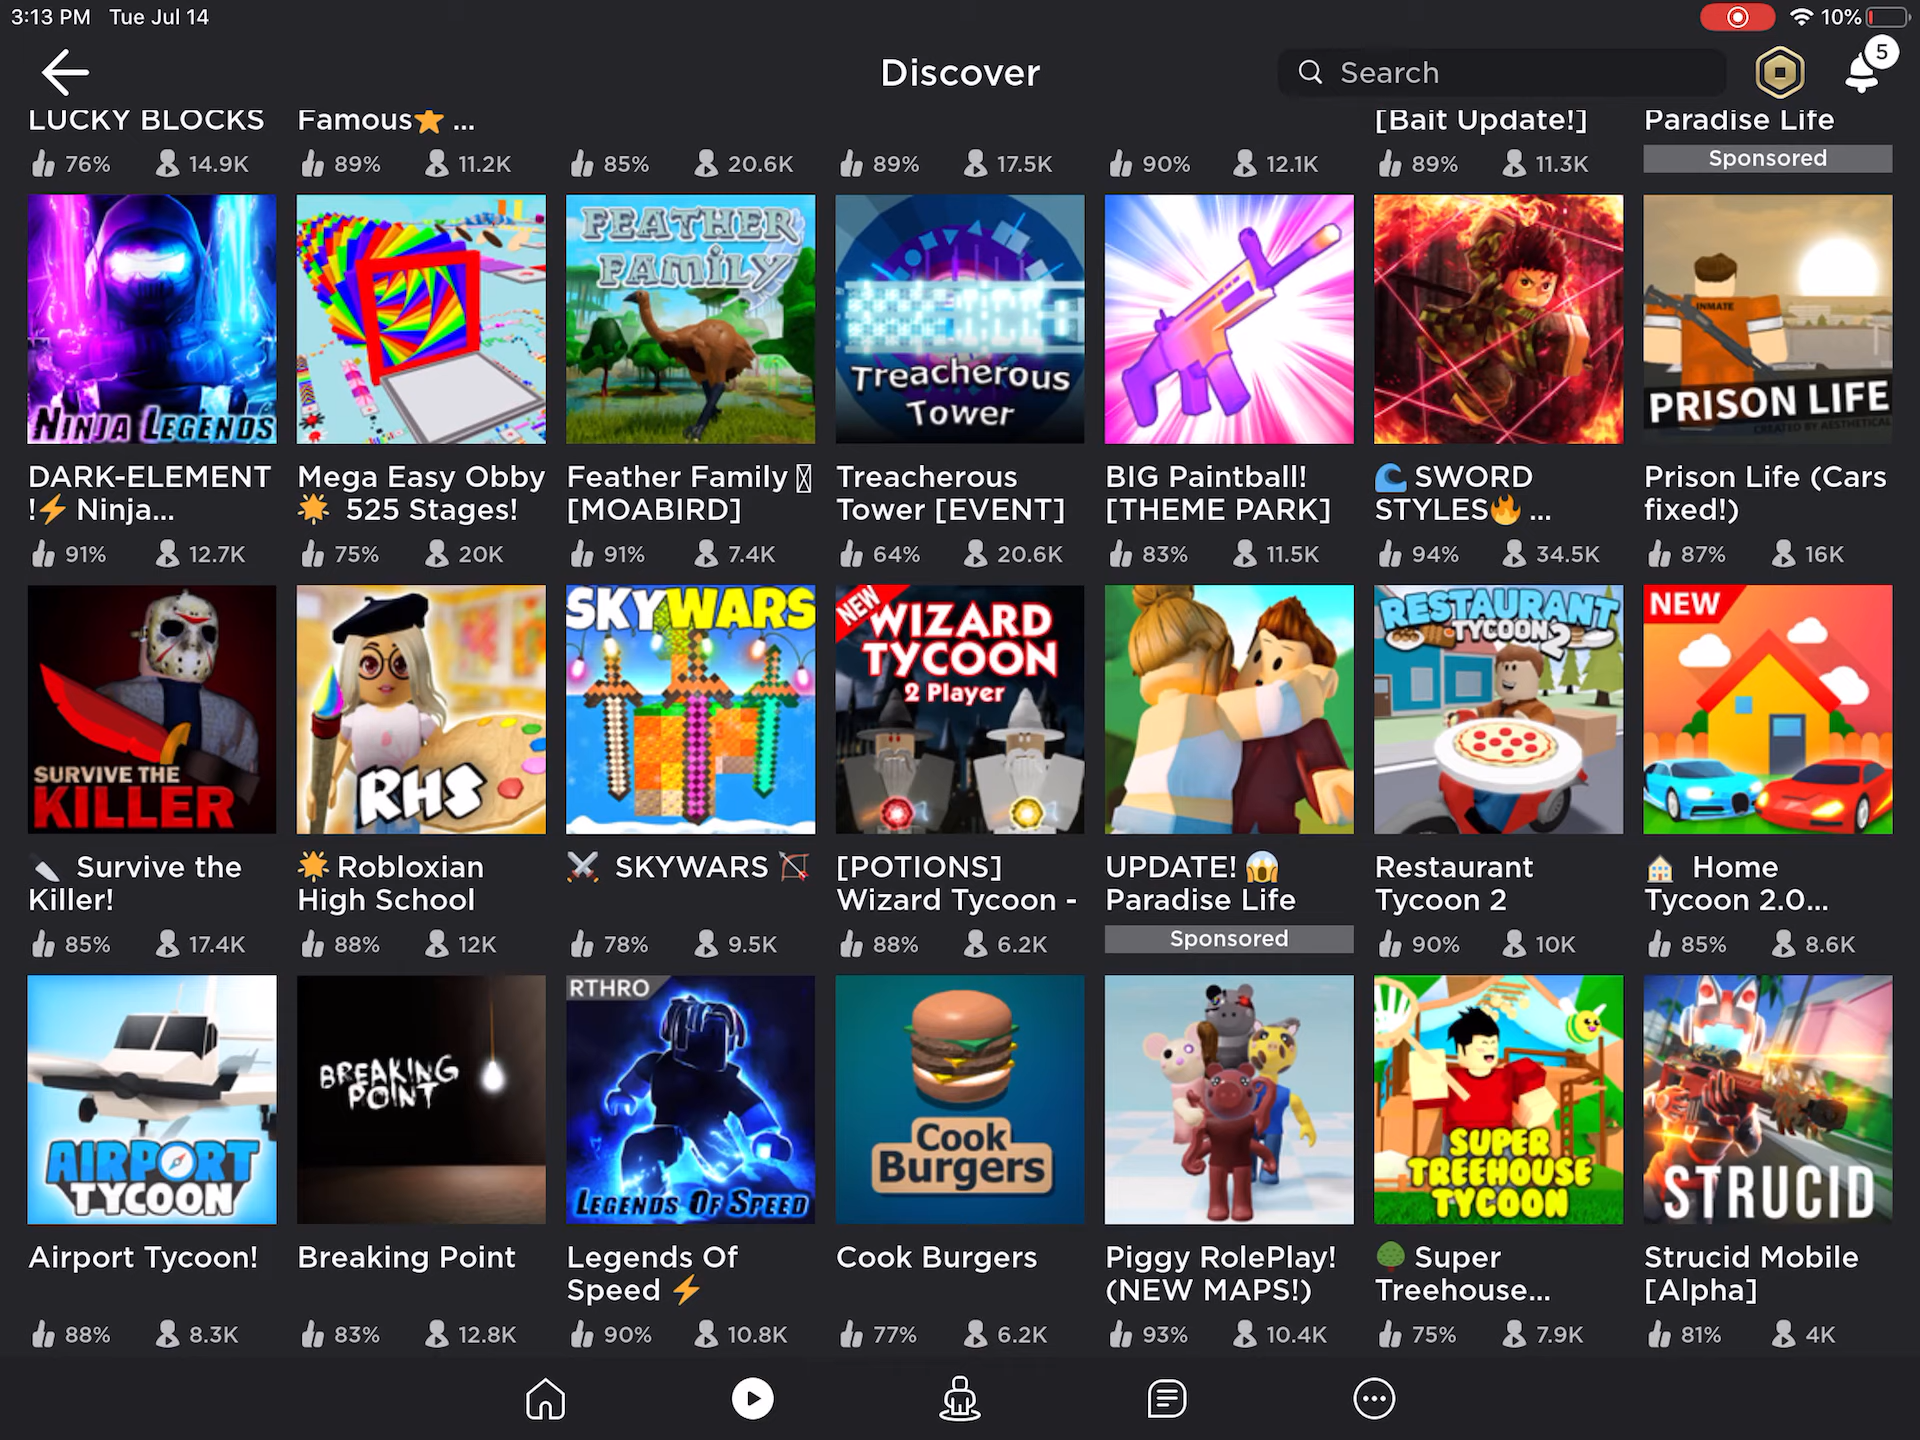 3:13 PM Tue Jul 14
10%
Discover
Search
5
LUCKY BLOCKS
Famous⭐ ...
[Bait Update!]
Paradise Life
76% 14.9K
89% 11.2K
85% 20.6K
89% 17.5K
90% 12.1K
89% 11.3K
Sponsored
NINJA LEGENDS
FEATHER
FAMILY
Treacherous
Tower
INMATE
PRISON LIFE
CREATED BY AESTHETICAL
DARK-ELEMENT
!⚡ Ninja...
Mega Easy Obby
🌟 525 Stages!
Feather Family
[MOABIRD]
Treacherous
Tower [EVENT]
BIG Paintball!
[THEME PARK]
🌊 SWORD
STYLES🔥 ...
Prison Life (Cars
fixed!)
91% 12.7K
75% 20K
91% 7.4K
64% 20.6K
83% 11.5K
94% 34.5K
87% 16K
SURVIVE THE
KILLER
RHS
SKYWARS
NEW
WIZARD
TYCOON
2 Player
RESTAURANT
TYCOON 2
NEW
🔪 Survive the
Killer!
🌟 Robloxian
High School
⚔️ SKYWARS 🏹
[POTIONS]
Wizard Tycoon -
UPDATE! 😱
Paradise Life
Restaurant
Tycoon 2
🏠 Home
Tycoon 2.0...
85% 17.4K
88% 12K
78% 9.5K
88% 6.2K
Sponsored
90% 10K
85% 8.6K
AIRPORT
TYCOON
BREAKING
POINT
RTHRO
LEGENDS OF SPEED
Cook
Burgers
SUPER
TREEHOUSE
TYCOON
STRUCID
Airport Tycoon!
Breaking Point
Legends Of
Speed ⚡
Cook Burgers
Piggy RolePlay!
(NEW MAPS!)
🌳 Super
Treehouse...
Strucid Mobile
[Alpha]
88% 8.3K
83% 12.8K
90% 10.8K
77% 6.2K
93% 10.4K
75% 7.9K
81% 4K